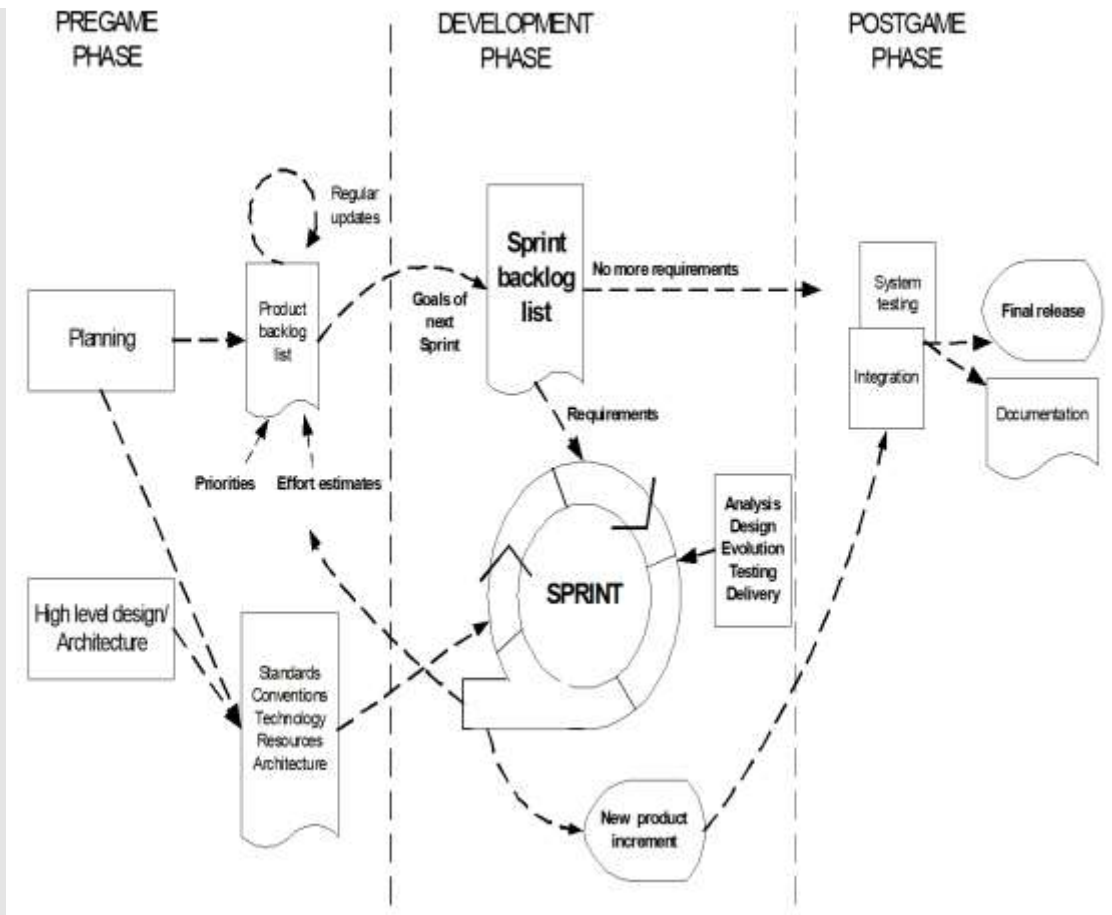 PREGAME
PHASE
DEVELOPMENT
PHASE
POSTGAME
PHASE
Regular
updates
Planning
Product
backlog
list
Priorities
Effort estimates
High level design/
Architecture
Standards
Conventions
Technology
Resources
Architecture
Goals of
next
Sprint
Sprint
backlog
list
No more requirements
Requirements
SPRINT
Analysis
Design
Evolution
Testing
Delivery
New product
increment
System
testing
Integration
Final release
Documentation